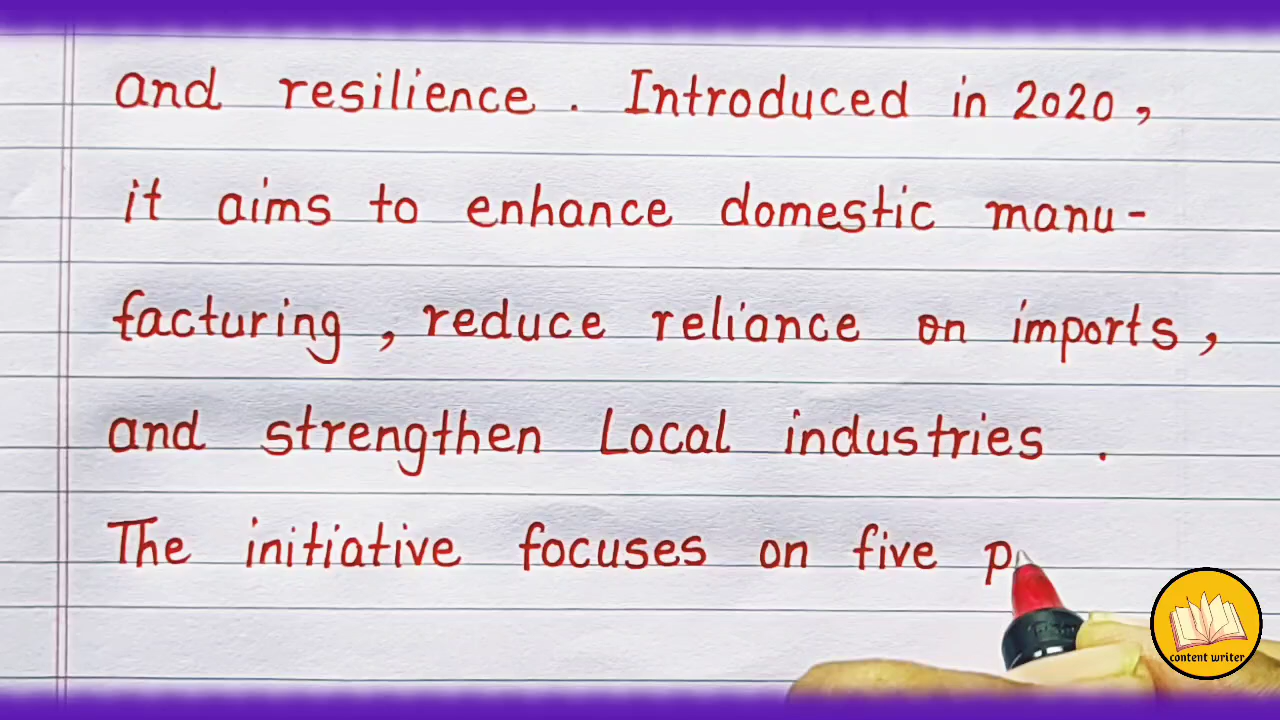 and resilience. Introduced in 2020,
it aims to enhance domestic manu-
facturing, reduce reliance on imports,
and strengthen Local industries.
The initiative focuses on five p
content writer